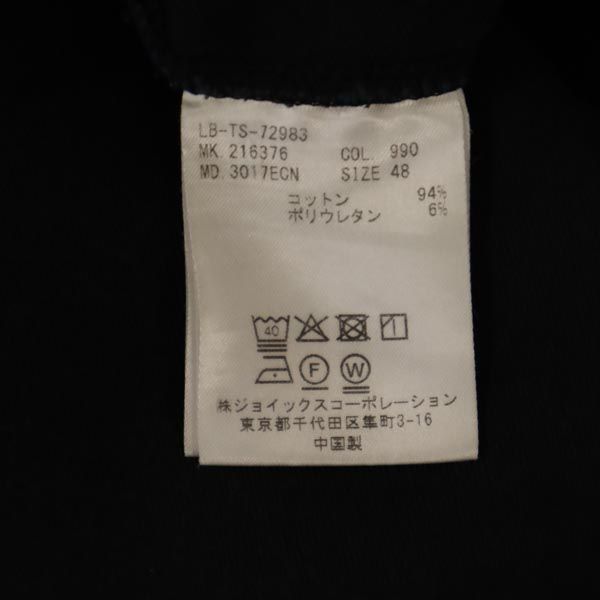 LB-TS-72983
MK. 216376 COL. 990
MD. 3017ECN SIZE 48
コットン 94%
ポリウレタン 6%
40
F W
株ジョイックスコーポレーション
東京都千代田区隼町3-16
中国製